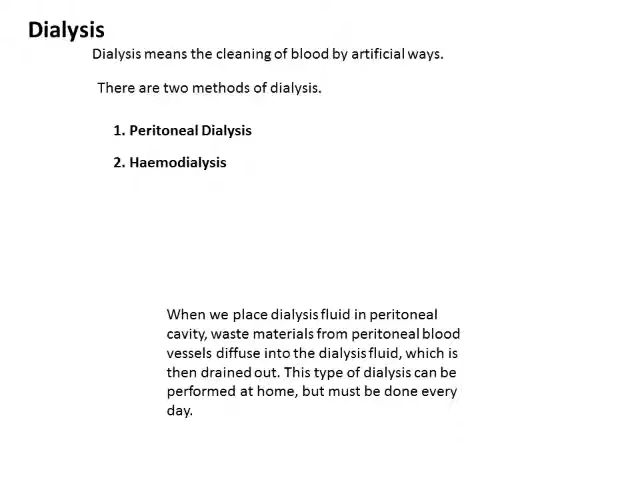 Dialysis
Dialysis means the cleaning of blood by artificial ways.
There are two methods of dialysis.
1. Peritoneal Dialysis
2. Haemodialysis
When we place dialysis fluid in peritoneal
cavity, waste materials from peritoneal blood
vessels diffuse into the dialysis fluid, which is
then drained out. This type of dialysis can be
performed at home, but must be done every
day.